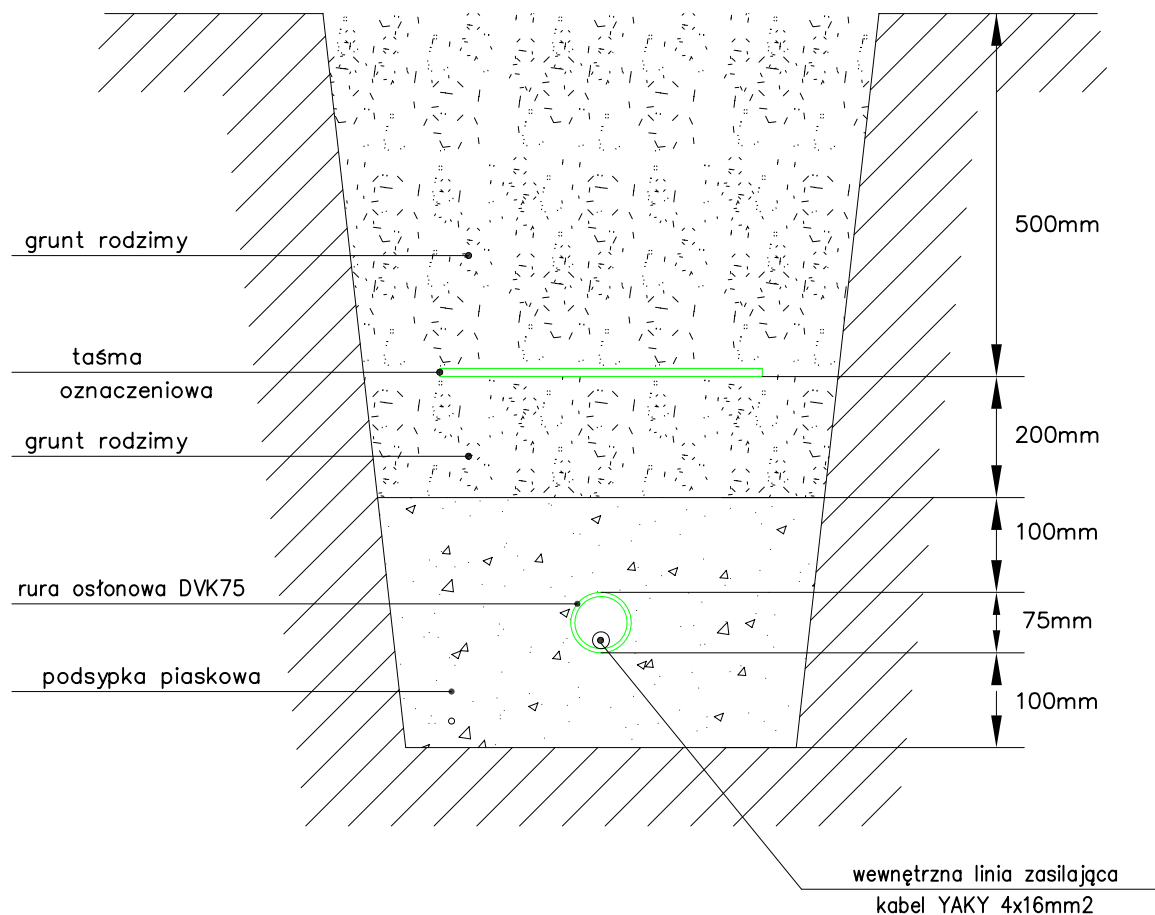 500mm
grunt rodzimy
taśma
oznaczeniowa
200mm
grunt rodzimy
100mm
rura osłonowa DVK75
75mm
podsypka piaskowa
100mm
wewnętrzna linia zasilająca
kabel YAKY 4x16mm2